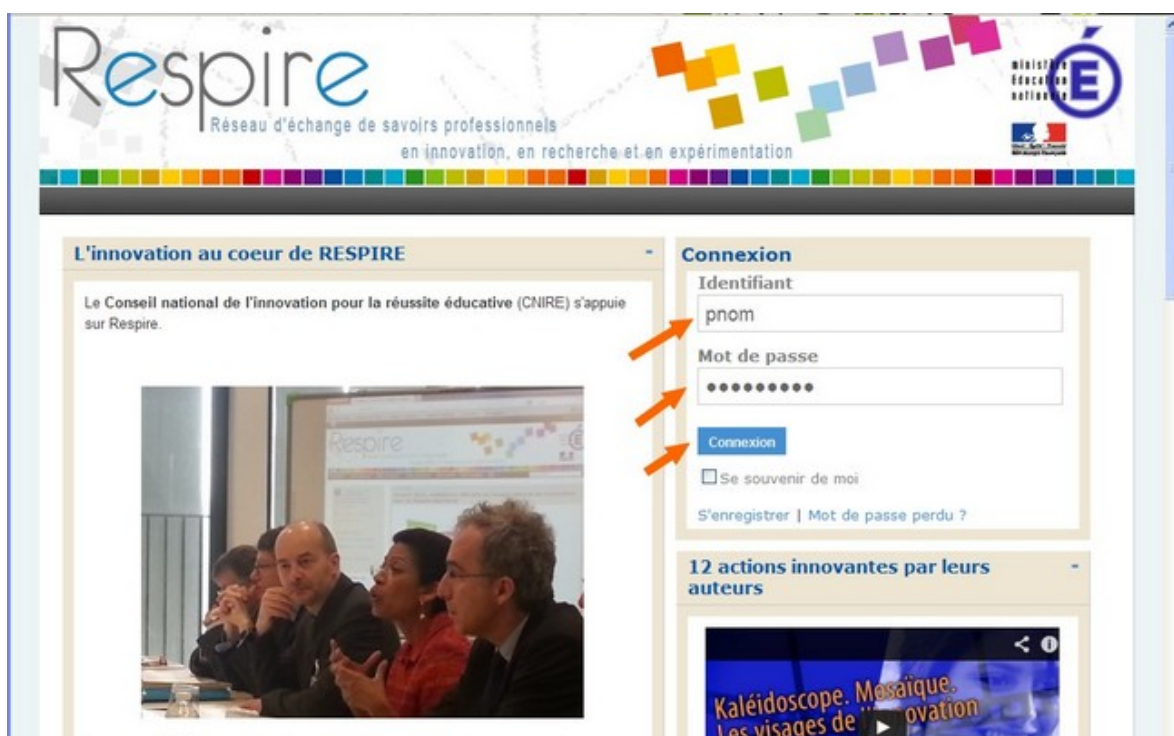 Respire
Réseau d'échange de savoirs professionnels
en innovation, en recherche et en expérimentation
ministère
éducation
nationale
É
L'innovation au coeur de RESPIRE
-
Le Conseil national de l'innovation pour la réussite éducative (CNIRE) s'appuie
sur Respire.
Respire
Connexion
Identifiant
pnom
Mot de passe
•••••••••
Connexion
Se souvenir de moi
S'enregistrer | Mot de passe perdu ?
12 actions innovantes par leurs
auteurs
-
Kaléidoscope. Mosaïque.
Les visages de l'innovation